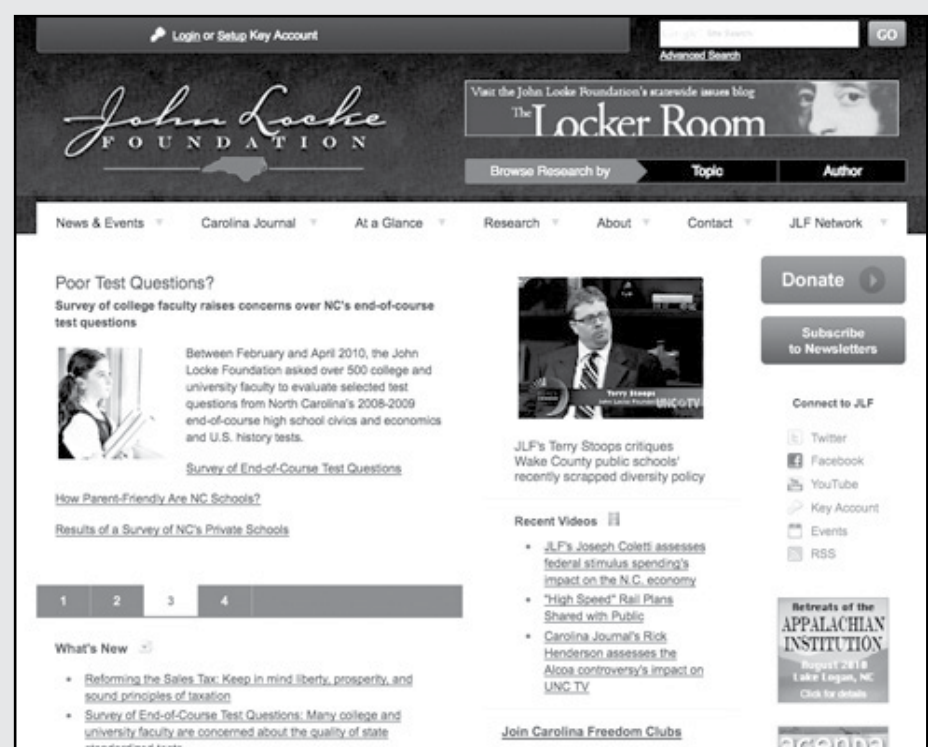 Login or Setup Key Account
GO
Advanced Search
John Locke
FOUNDATION
Visit the John Locke Foundation's statewide issues blog
The Locker Room
Browse Research by
Topic
Author
News & Events
Carolina Journal
At a Glance
Research
About
Contact
JLF Network
Poor Test Questions?
Survey of college faculty raises concerns over NC's end-of-course
test questions
Between February and April 2010, the John
Locke Foundation asked over 500 college and
university faculty to evaluate selected test
questions from North Carolina's 2008-2009
end-of-course high school civics and economics
and U.S. history tests.
Survey of End-of-Course Test Questions
How Parent-Friendly Are NC Schools?
Results of a Survey of NC's Private Schools
1
2
3
4
What's New
Reforming the Sales Tax: Keep in mind liberty, prosperity, and
sound principles of taxation
Survey of End-of-Course Test Questions: Many college and
university faculty are concerned about the quality of state
standardized tests
Terry Stoops
John Locke Foundation
UNC TV
JLF's Terry Stoops critiques
Wake County public schools'
recently scrapped diversity policy
Recent Videos
JLF's Joseph Coletti assesses
federal stimulus spending's
impact on the N.C. economy
"High Speed" Rail Plans
Shared with Public
Carolina Journal's Rick
Henderson assesses the
Alcoa controversy's impact on
UNC TV
Join Carolina Freedom Clubs
Donate
Subscribe
to Newsletters
Connect to JLF
Twitter
Facebook
YouTube
Key Account
Events
RSS
Retreats of the
APPALACHIAN
INSTITUTION
August 2010
Lake Logan, NC
Click for details